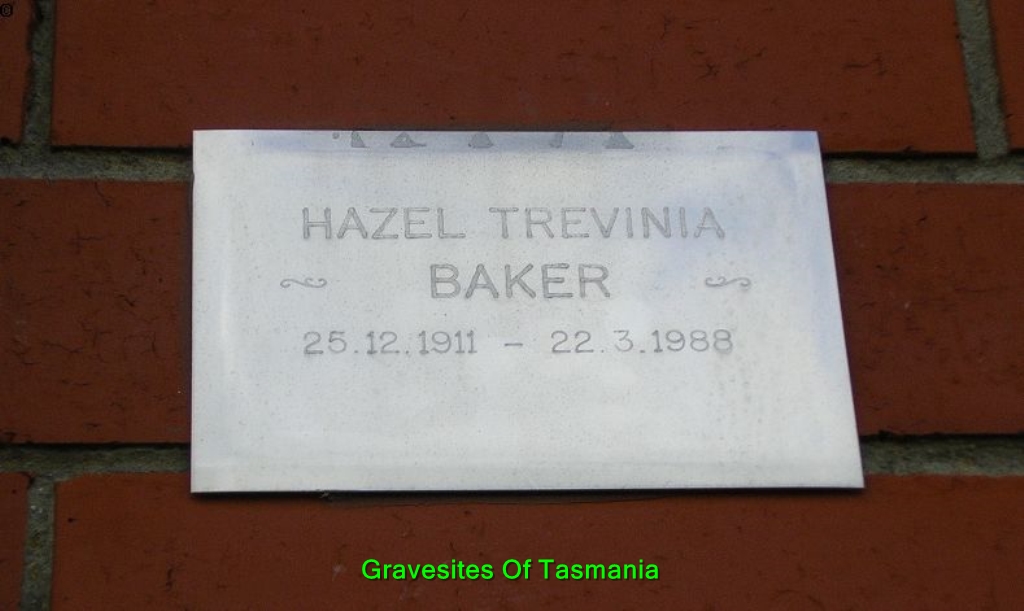 HAZEL TREVINIA
BAKER
25.12.1911 - 22.3.1988
Gravesites Of Tasmania